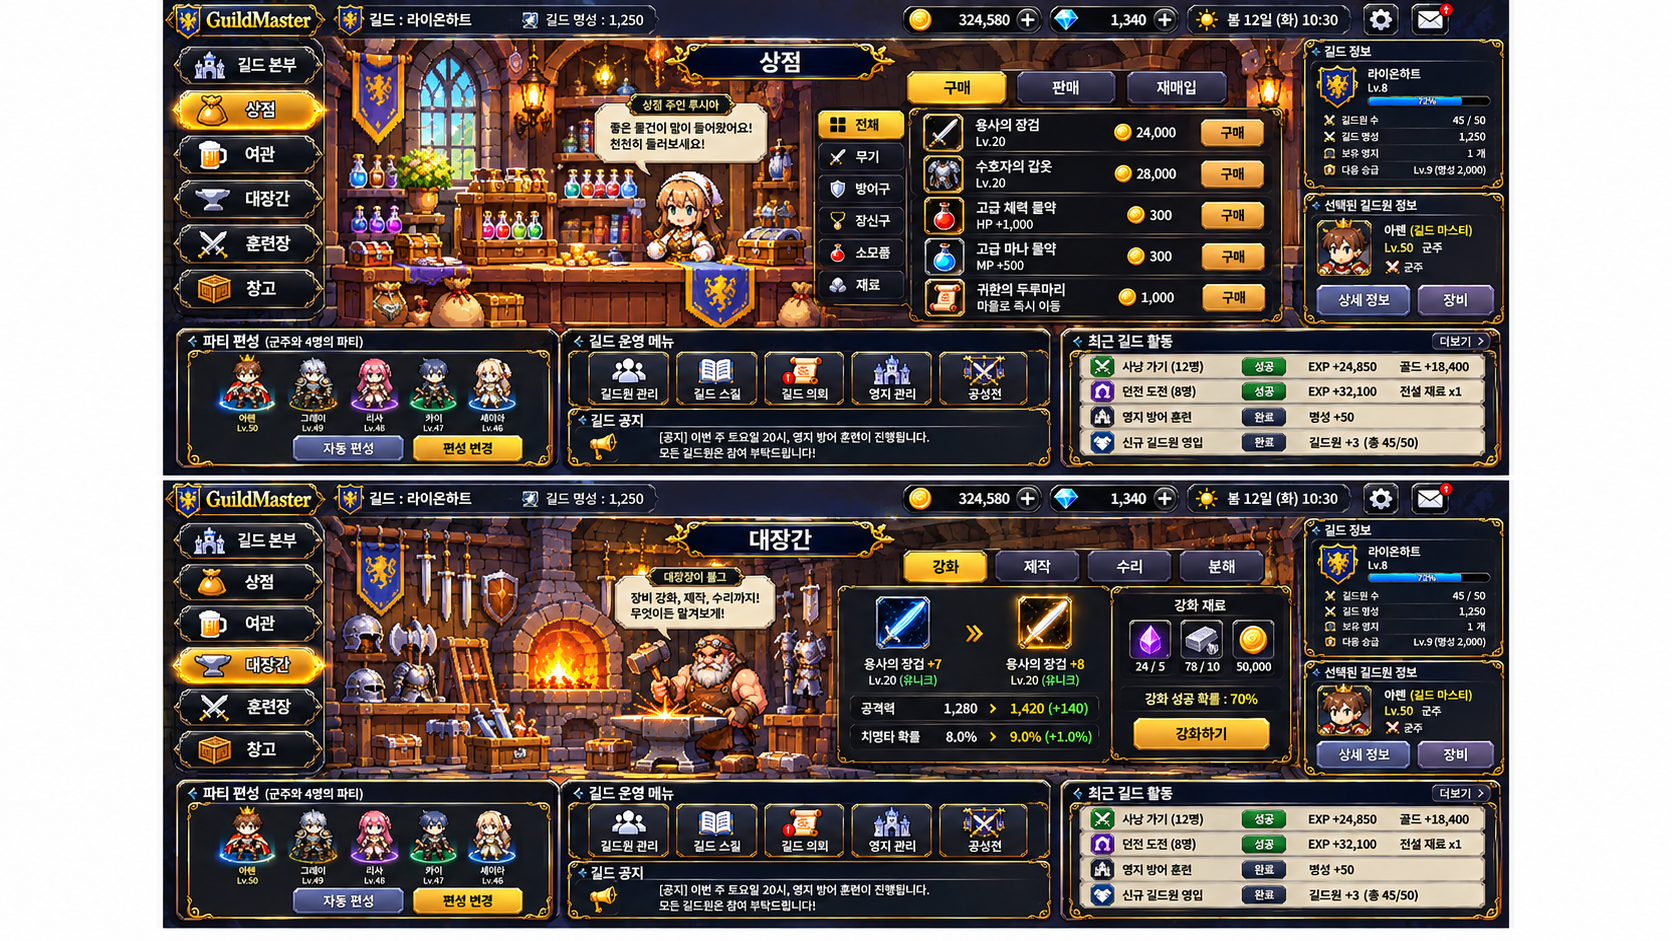 GuildMaster
길드 : 라이온하트
길드 명성 : 1,250
324,580
1,340
봄 12일 (화) 10:30
길드 본부
상점
여관
대장간
훈련장
창고
상점
상점 주인 루시아
좋은 물건이 많이 들어왔어요!
천천히 둘러보세요!
구매
판매
재매입
전체
무기
방어구
장신구
소모품
재료
용사의 장검
Lv.20
24,000
구매
수호자의 갑옷
Lv.20
28,000
구매
고급 체력 물약
HP +1,000
300
구매
고급 마나 물약
MP +500
300
구매
귀환의 두루마리
마을로 즉시 이동
1,000
구매
길드 정보
라이온하트
Lv.8
72%
길드원 수 45 / 50
길드 명성 1,250
보유 영지 1 개
다음 승급 Lv.9 (명성 2,000)
선택된 길드원 정보
아렌 (길드 마스터)
Lv.50 군주
군주
상세 정보
장비
파티 편성 (군주와 4명의 파티)
아렌
Lv.50
그레이
Lv.49
리사
Lv.48
카이
Lv.47
세이라
Lv.46
자동 편성
편성 변경
길드 운영 메뉴
길드원 관리
길드 스킬
길드 의뢰
영지 관리
공성전
길드 공지
[공지] 이번 주 토요일 20시, 영지 방어 훈련이 진행됩니다.
모든 길드원은 참여 부탁드립니다!
최근 길드 활동
더보기 >
사냥 가기 (12명) 성공 EXP +24,850 골드 +18,400
던전 도전 (8명) 성공 EXP +32,100 전설 재료 x1
영지 방어 훈련 완료 명성 +50
신규 길드원 영입 완료 길드원 +3 (총 45/50)
GuildMaster
길드 : 라이온하트
길드 명성 : 1,250
324,580
1,340
봄 12일 (화) 10:30
길드 본부
상점
여관
대장간
훈련장
창고
대장간
대장장이 볼그
장비 강화, 제작, 수리까지!
무엇이든 맡겨보게!
강화
제작
수리
분해
용사의 장검 +7
Lv.20 (유니크)
용사의 장검 +8
Lv.20 (유니크)
공격력 1,280 > 1,420 (+140)
치명타 확률 8.0% > 9.0% (+1.0%)
강화 재료
24 / 5
78 / 10
50,000
강화 성공 확률 : 70%
강화하기
길드 정보
라이온하트
Lv.8
72%
길드원 수 45 / 50
길드 명성 1,250
보유 영지 1 개
다음 승급 Lv.9 (명성 2,000)
선택된 길드원 정보
아렌 (길드 마스터)
Lv.50 군주
군주
상세 정보
장비
파티 편성 (군주와 4명의 파티)
아렌
Lv.50
그레이
Lv.49
리사
Lv.48
카이
Lv.47
세이라
Lv.46
자동 편성
편성 변경
길드 운영 메뉴
길드원 관리
길드 스킬
길드 의뢰
영지 관리
공성전
길드 공지
[공지] 이번 주 토요일 20시, 영지 방어 훈련이 진행됩니다.
모든 길드원은 참여 부탁드립니다!
최근 길드 활동
더보기 >
사냥 가기 (12명) 성공 EXP +24,850 골드 +18,400
던전 도전 (8명) 성공 EXP +32,100 전설 재료 x1
영지 방어 훈련 완료 명성 +50
신규 길드원 영입 완료 길드원 +3 (총 45/50)